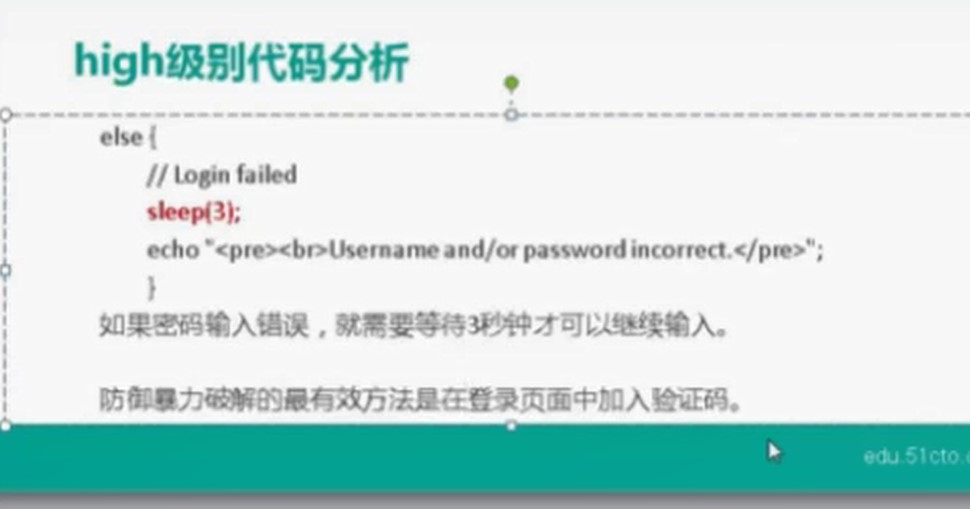 high级别代码分析
else {
// Login failed
sleep(3);
echo "<pre><br>Username and/or password incorrect.</pre>";
}
如果密码输入错误，就需要等待3秒钟才可以继续输入。
防御暴力破解的最有效方法是在登录页面中加入验证码。
edu.51cto.c